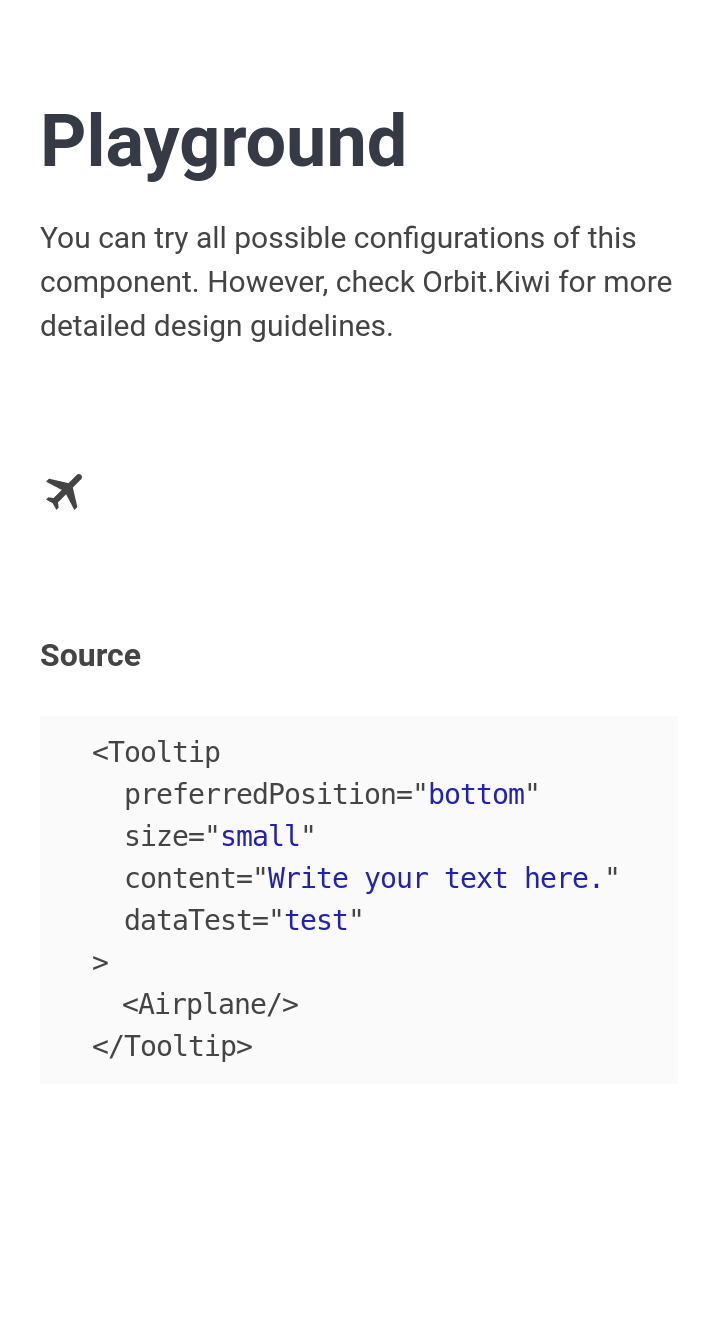 Playground
You can try all possible configurations of this
component. However, check Orbit.Kiwi for more
detailed design guidelines.
Source
<Tooltip
  preferredPosition="bottom"
  size="small"
  content="Write your text here."
  dataTest="test"
>
  <Airplane/>
</Tooltip>